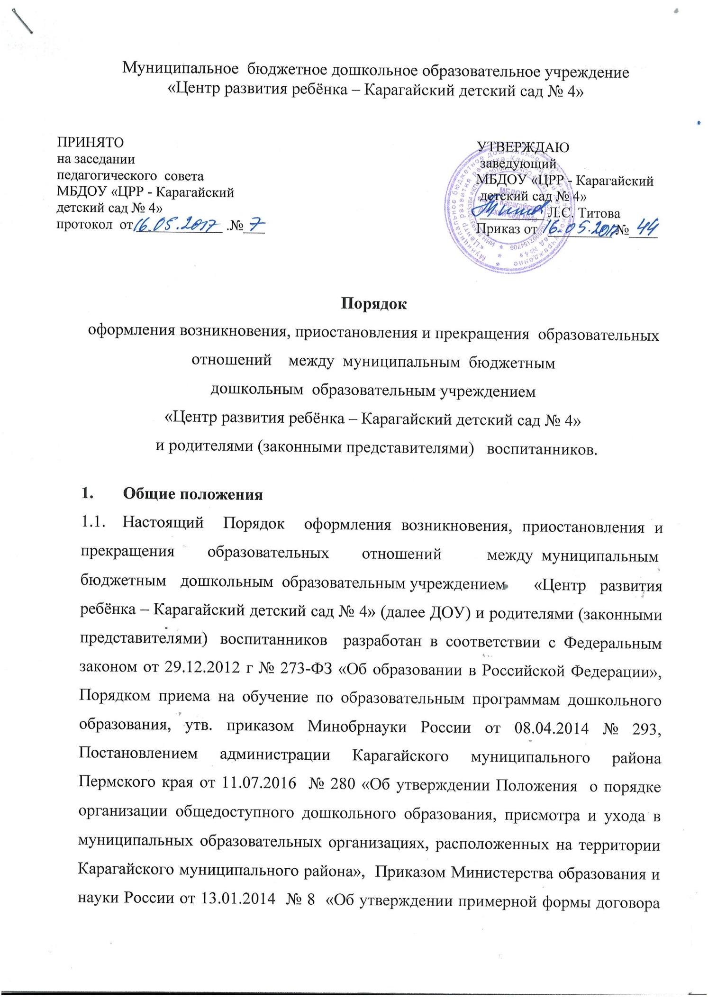 Муниципальное бюджетное дошкольное образовательное учреждение
«Центр развития ребёнка – Карагайский детский сад № 4»
ПРИНЯТО
на заседании
педагогического совета
МБДОУ «ЦРР - Карагайский
детский сад № 4»
протокол от 16.05.2017 .№ 7
УТВЕРЖДАЮ
заведующий
МБДОУ «ЦРР - Карагайский
детский сад № 4»
Л.С. Титова
Приказ от 16.05.2017 № 44
Порядок
оформления возникновения, приостановления и прекращения образовательных
отношений между муниципальным бюджетным
дошкольным образовательным учреждением
«Центр развития ребёнка – Карагайский детский сад № 4»
и родителями (законными представителями) воспитанников.
1. Общие положения
1.1. Настоящий Порядок оформления возникновения, приостановления и
прекращения образовательных отношений между муниципальным
бюджетным дошкольным образовательным учреждением «Центр развития
ребёнка – Карагайский детский сад № 4» (далее ДОУ) и родителями (законными
представителями) воспитанников разработан в соответствии с Федеральным
законом от 29.12.2012 г № 273-ФЗ «Об образовании в Российской Федерации»,
Порядком приема на обучение по образовательным программам дошкольного
образования, утв. приказом Минобрнауки России от 08.04.2014 № 293,
Постановлением администрации Карагайского муниципального района
Пермского края от 11.07.2016 № 280 «Об утверждении Положения о порядке
организации общедоступного дошкольного образования, присмотра и ухода в
муниципальных образовательных организациях, расположенных на территории
Карагайского муниципального района», Приказом Министерства образования и
науки России от 13.01.2014 № 8 «Об утверждении примерной формы договора